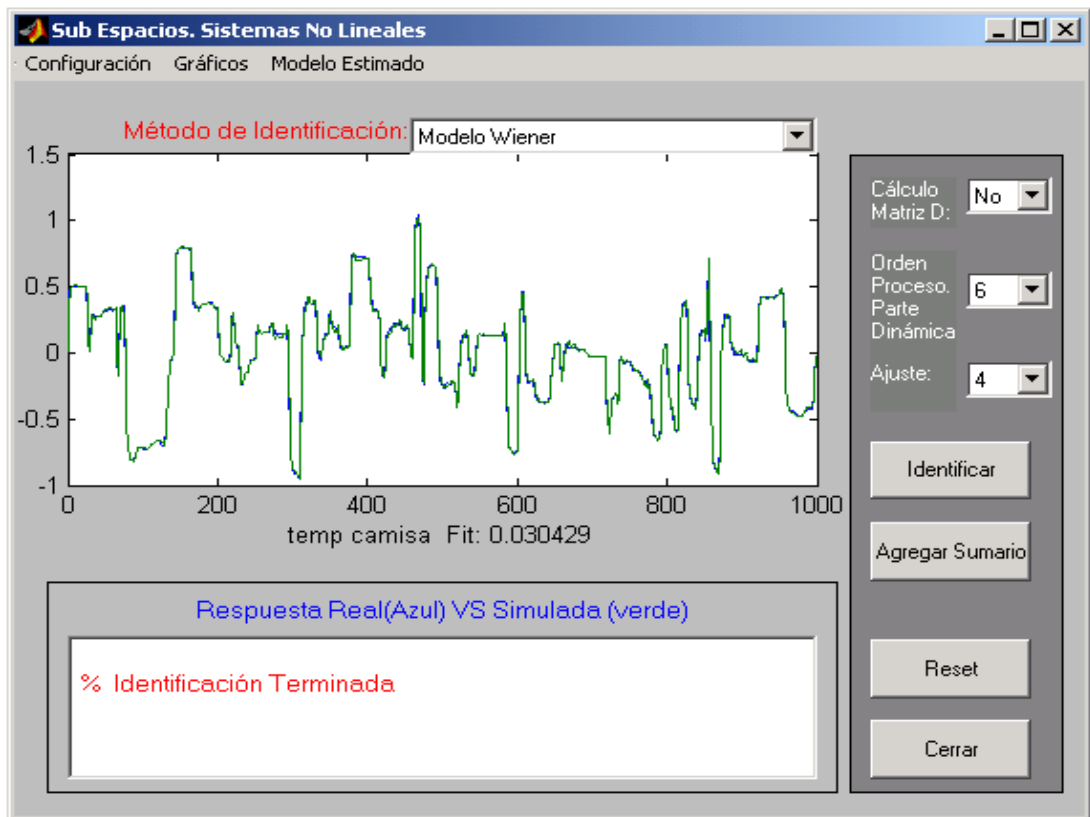 Sub Espacios. Sistemas No Lineales
Configuración Gráficos Modelo Estimado
Método de Identificación: Modelo Wiener
1.5
1
0.5
0
-0.5
-1
0 200 400 600 800 1000
temp camisa Fit: 0.030429
Respuesta Real(Azul) VS Simulada (verde)
% Identificación Terminada
Cálculo
Matriz D:
No
Orden
Proceso.
Parte
Dinámica
6
Ajuste:
4
Identificar
Agregar Sumario
Reset
Cerrar